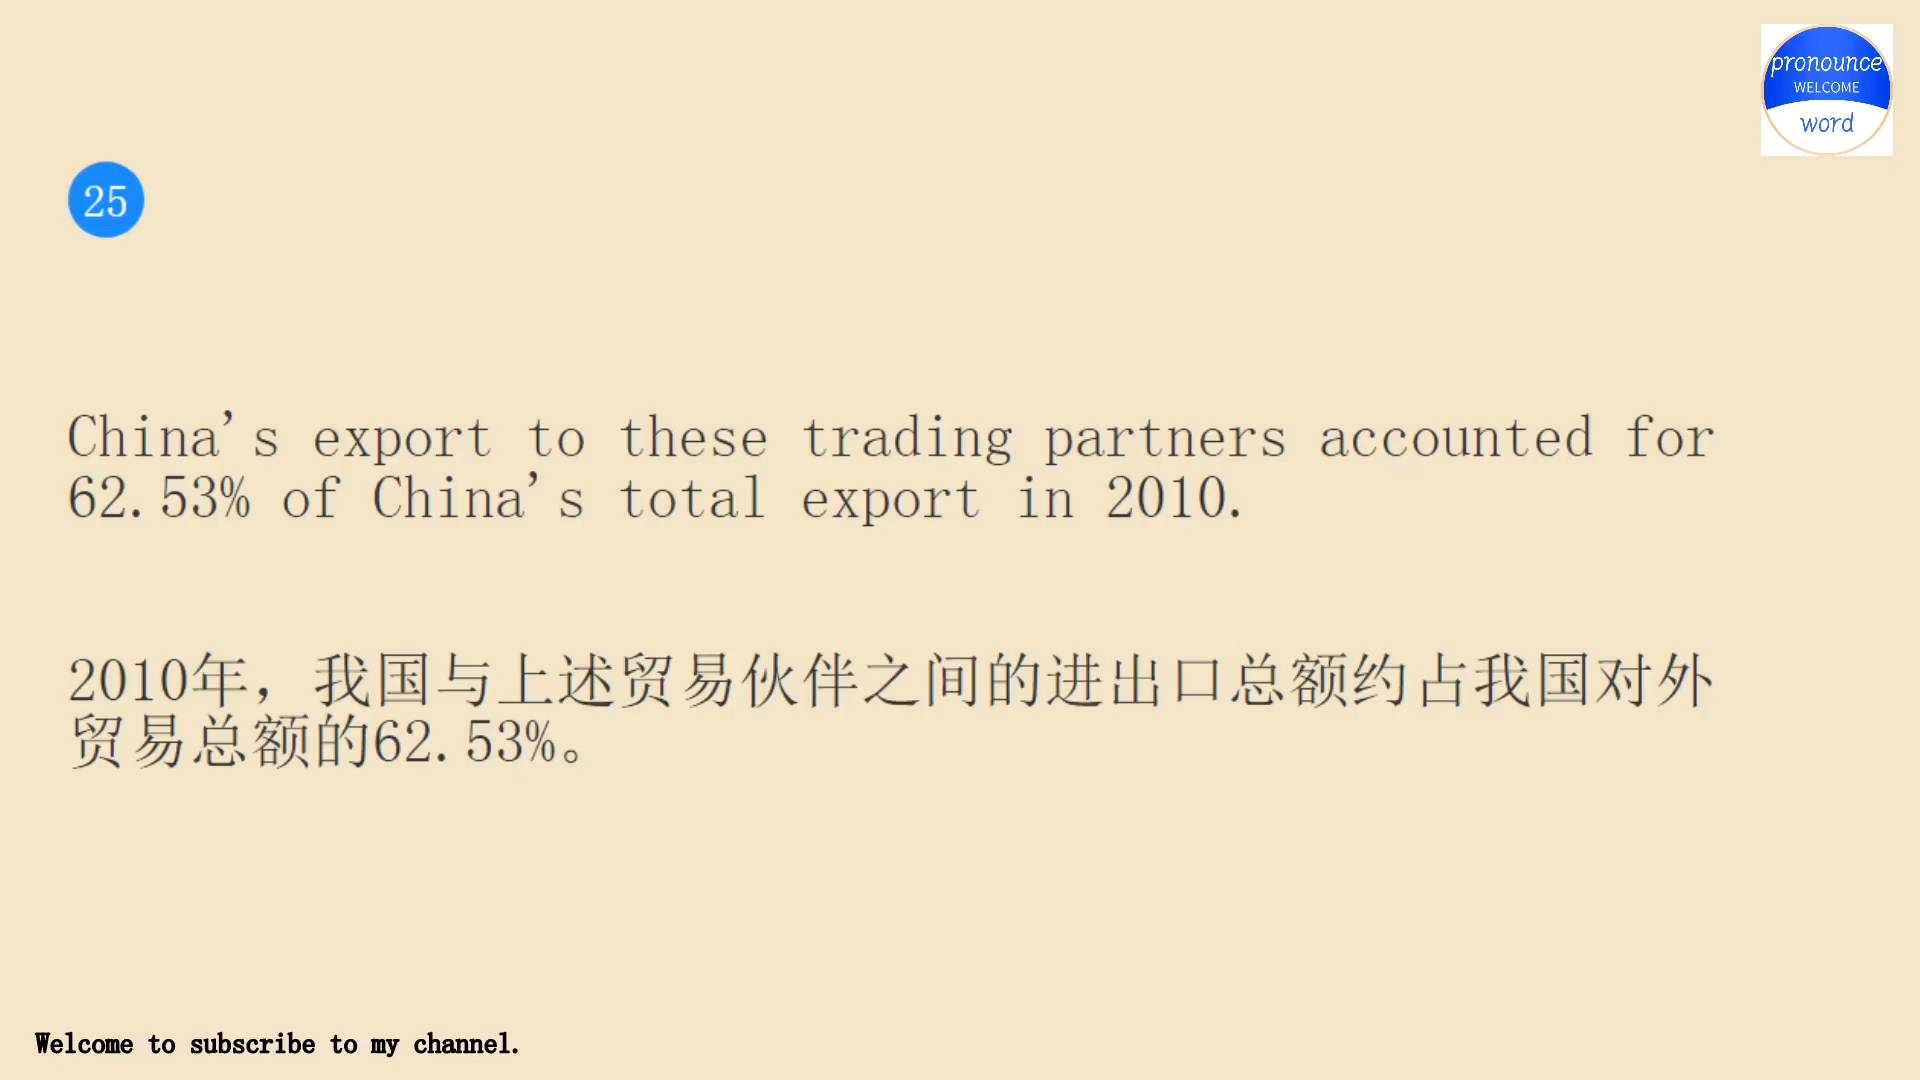 pronounce
WELCOME
word
25
China's export to these trading partners accounted for
62.53% of China's total export in 2010.
2010年，我国与上述贸易伙伴之间的进出口总额约占我国对外
贸易总额的62.53%。
Welcome to subscribe to my channel.